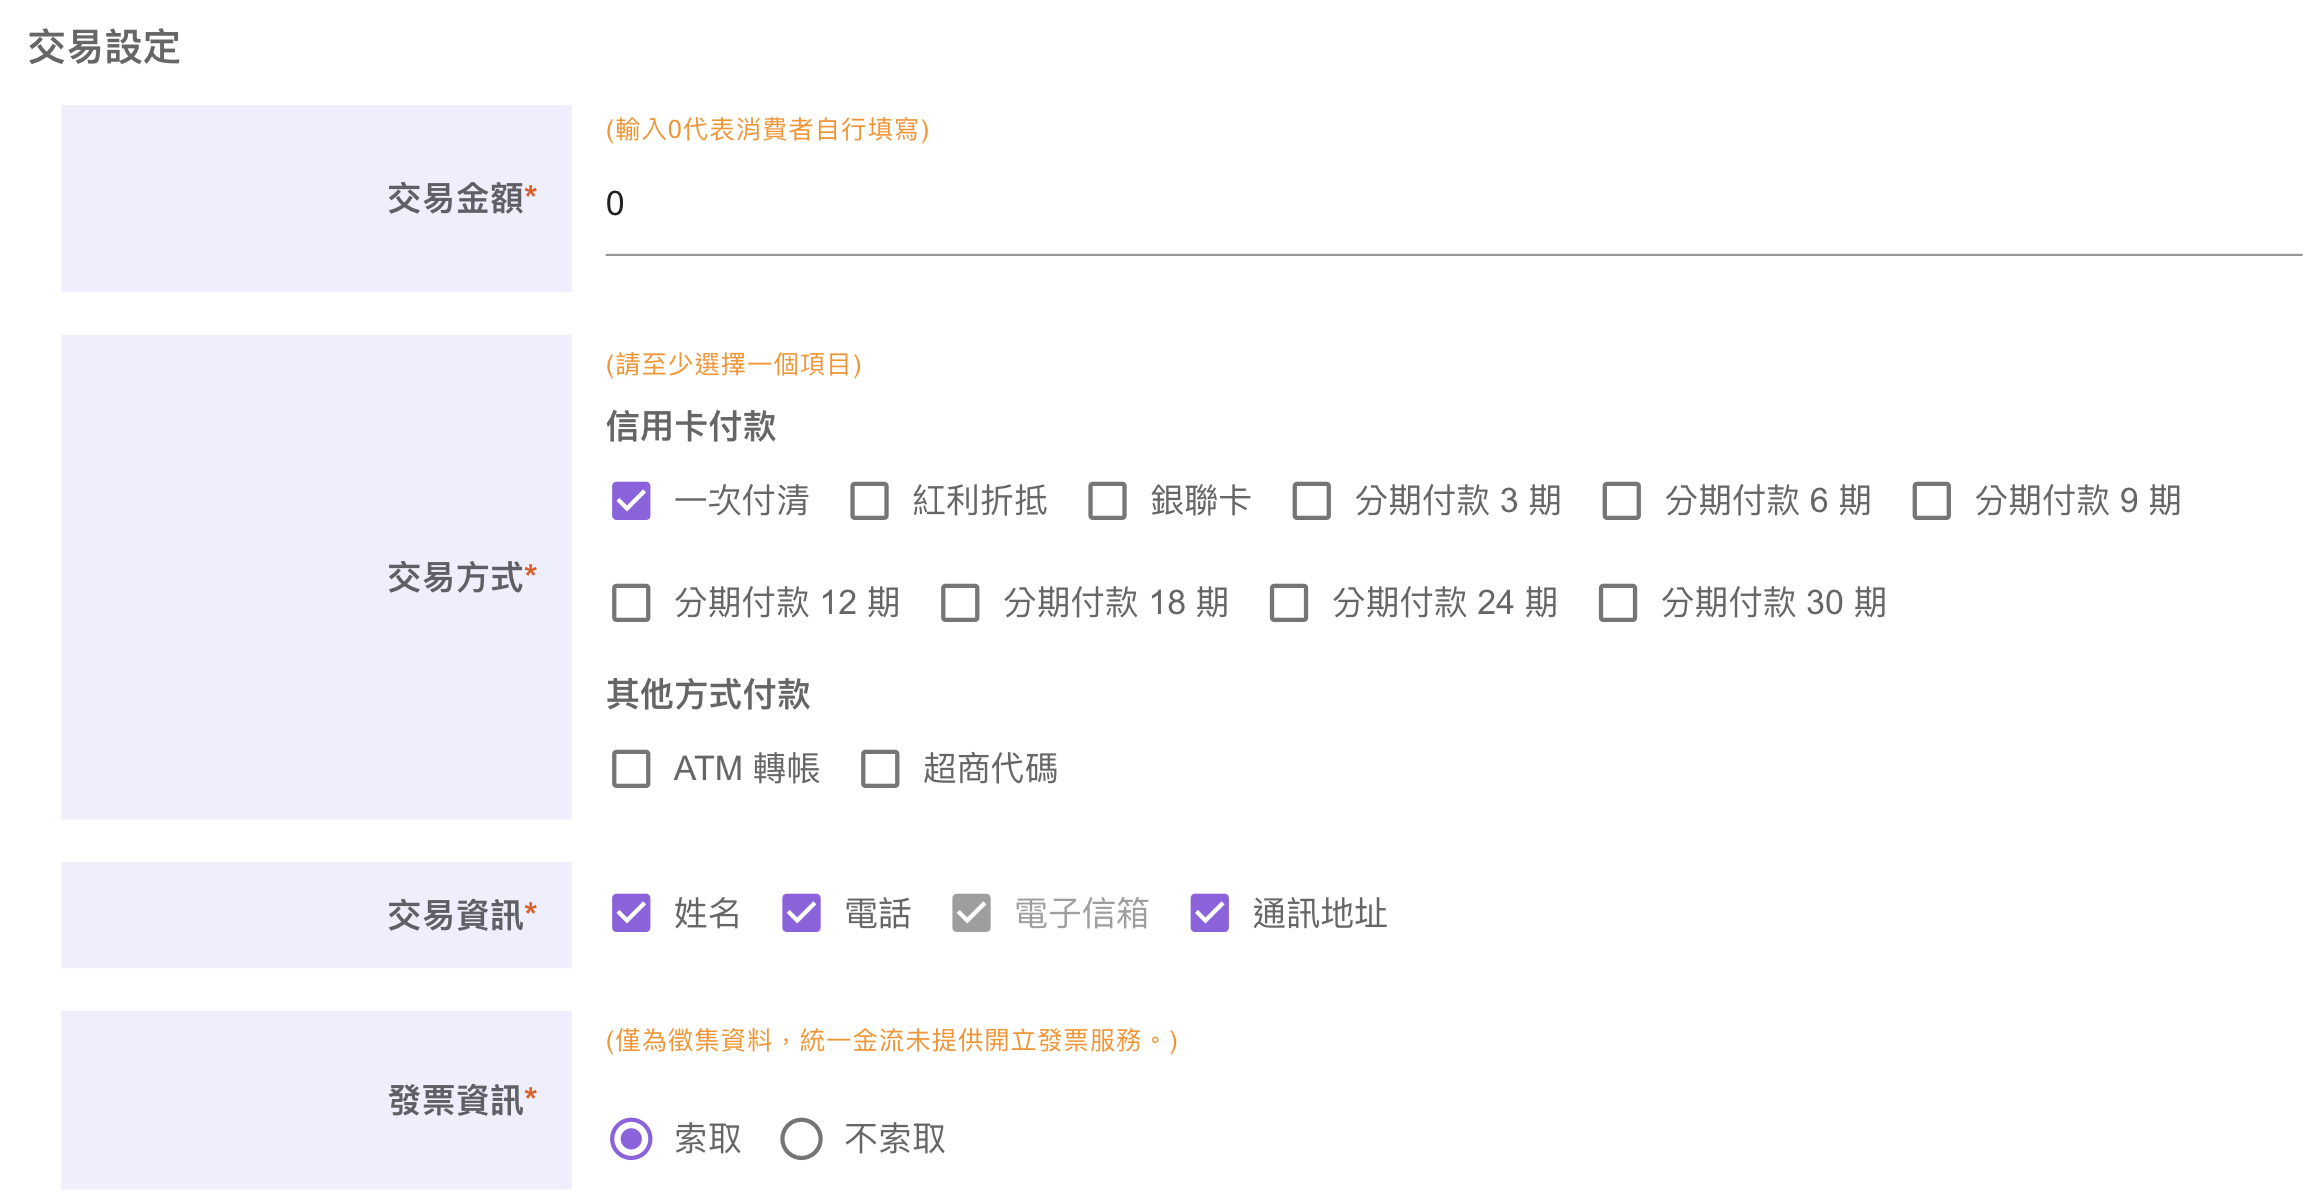 交易設定
(輸入0代表消費者自行填寫)
交易金額*
0
(請至少選擇一個項目)
信用卡付款
一次付清 紅利折抵 銀聯卡 分期付款 3 期 分期付款 6 期 分期付款 9 期
交易方式*
分期付款 12 期 分期付款 18 期 分期付款 24 期 分期付款 30 期
其他方式付款
ATM 轉帳 超商代碼
交易資訊* 姓名 電話 電子信箱 通訊地址
(僅為徵集資料，統一金流未提供開立發票服務。)
發票資訊*
索取 不索取